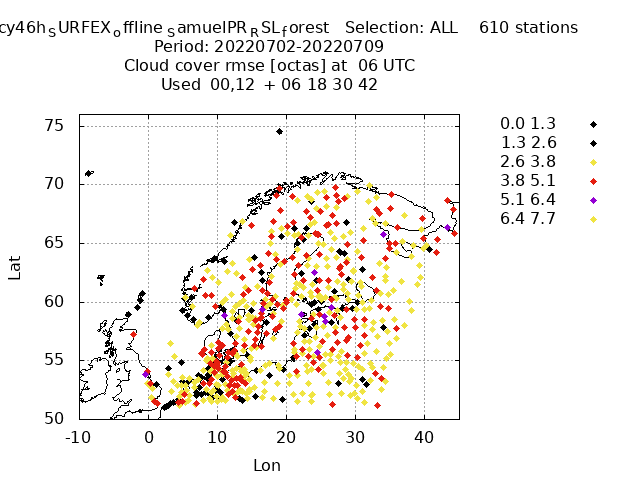 cy46h_SURFEX_offline_SamuelPR_RSL_forest Selection: ALL 610 stations
Period: 20220702-20220709
Cloud cover rmse [octas] at 06 UTC
Used 00,12 + 06 18 30 42
0.0 1.3
1.3 2.6
2.6 3.8
3.8 5.1
5.1 6.4
6.4 7.7
75
70
65
60
55
50
Lat
-10 0 10 20 30 40
Lon